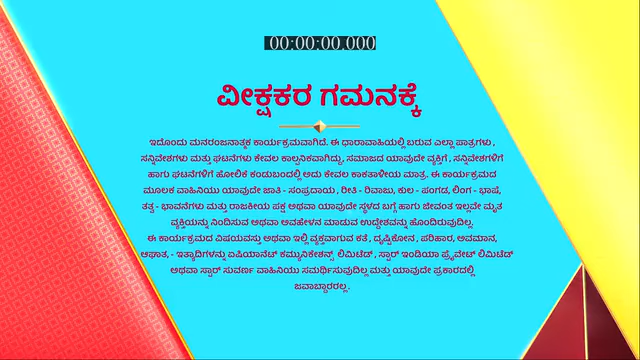 00:00:00.000
ವೀಕ್ಷಕರ ಗಮನಕ್ಕೆ
ಇದೊಂದು ಮನರಂಜನಾತ್ಮಕ ಕಾರ್ಯಕ್ರಮವಾಗಿದೆ. ಈ ಧಾರಾವಾಹಿಯಲ್ಲಿ ಬರುವ ಎಲ್ಲಾ ಪಾತ್ರಗಳು ,
ಸನ್ನಿವೇಶಗಳು ಮತ್ತು ಘಟನೆಗಳು ಕೇವಲ ಕಾಲ್ಪನಿಕವಾಗಿದ್ದು, ಸಮಾಜದ ಯಾವುದೇ ವ್ಯಕ್ತಿಗೆ , ಸನ್ನಿವೇಶಗಳಿಗೆ
ಹಾಗು ಘಟನೆಗಳಿಗೆ ಹೋಲಿಕೆ ಕಂಡುಬಂದಲ್ಲಿ ಅದು ಕೇವಲ ಕಾಕತಾಳೀಯ ಮಾತ್ರ. ಈ ಕಾರ್ಯಕ್ರಮದ
ಮೂಲಕ ವಾಹಿನಿಯು ಯಾವುದೇ ಜಾತಿ - ಸಂಪ್ರದಾಯ , ರೀತಿ - ರಿವಾಜು, ಕುಲ - ಪಂಗಡ, ಲಿಂಗ - ಭಾಷೆ,
ತತ್ವ - ಭಾವನೆಗಳು ಮತ್ತು ರಾಜಕೀಯ ಪಕ್ಷ ಅಥವಾ ಯಾವುದೇ ಸ್ಥಳದ ಬಗ್ಗೆ ಹಾಗು ಜೀವಂತ ಇಲ್ಲವೇ ಮೃತ
ವ್ಯಕ್ತಿಯನ್ನು ನಿಂದಿಸುವ ಅಥವಾ ಅವಹೇಳನ ಮಾಡುವ ಉದ್ದೇಶವನ್ನು ಹೊಂದಿರುವುದಿಲ್ಲ.
ಈ ಕಾರ್ಯಕ್ರಮದ ವಿಷಯವಸ್ತು ಅಥವಾ ಇಲ್ಲಿ ವ್ಯಕ್ತವಾಗುವ ಕತೆ , ದೃಷ್ಟಿಕೋನ , ಪರಿಹಾರ, ಅವಮಾನ,
ಆಘಾತ, - ಇತ್ಯಾದಿಗಳನ್ನು ಏಷಿಯಾನೆಟ್ ಕಮ್ಯುನಿಕೇಶನ್ಸ್ ಲಿಮಿಟೆಡ್ , ಸ್ಟಾರ್ ಇಂಡಿಯಾ ಪ್ರೈವೇಟ್ ಲಿಮಿಟೆಡ್
ಅಥವಾ ಸ್ಟಾರ್ ಸುವರ್ಣ ವಾಹಿನಿಯು ಸಮರ್ಥಿಸುವುದಿಲ್ಲ ಮತ್ತು ಯಾವುದೇ ಪ್ರಕಾರದಲ್ಲಿ
ಜವಾಬ್ದಾರರಲ್ಲ.